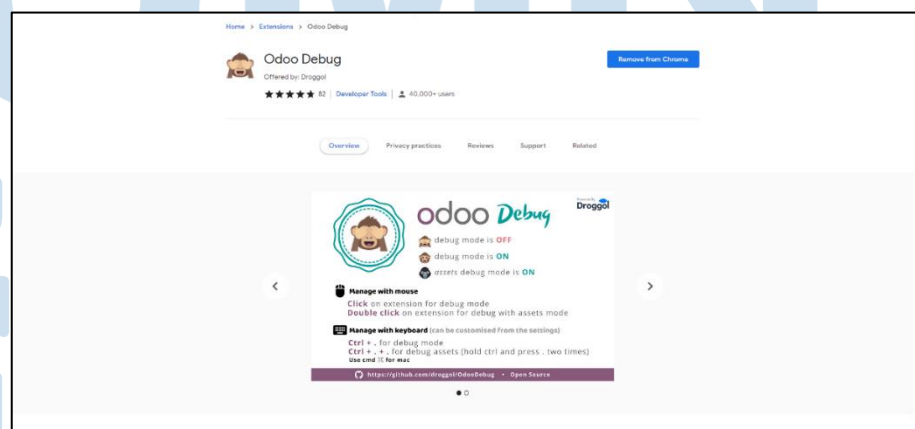 Home > Extensions > Odoo Debug
Odoo Debug
Remove from Chrome
Offered by: Droggol
82 | Developer Tools | 40,000+ users
Overview Privacy practices Reviews Support Related
odoo Debug
Droggol
debug mode is OFF
debug mode is ON
assets debug mode is ON
Manage with mouse
Click on extension for debug mode
Double click on extension for debug with assets mode
Manage with keyboard (can be customised from the settings)
Ctrl + . for debug mode
Ctrl + . + . for debug assets (hold ctrl and press . two times)
Use cmd ⌘ for mac
https://github.com/droggol/OdooDebug • Open Source